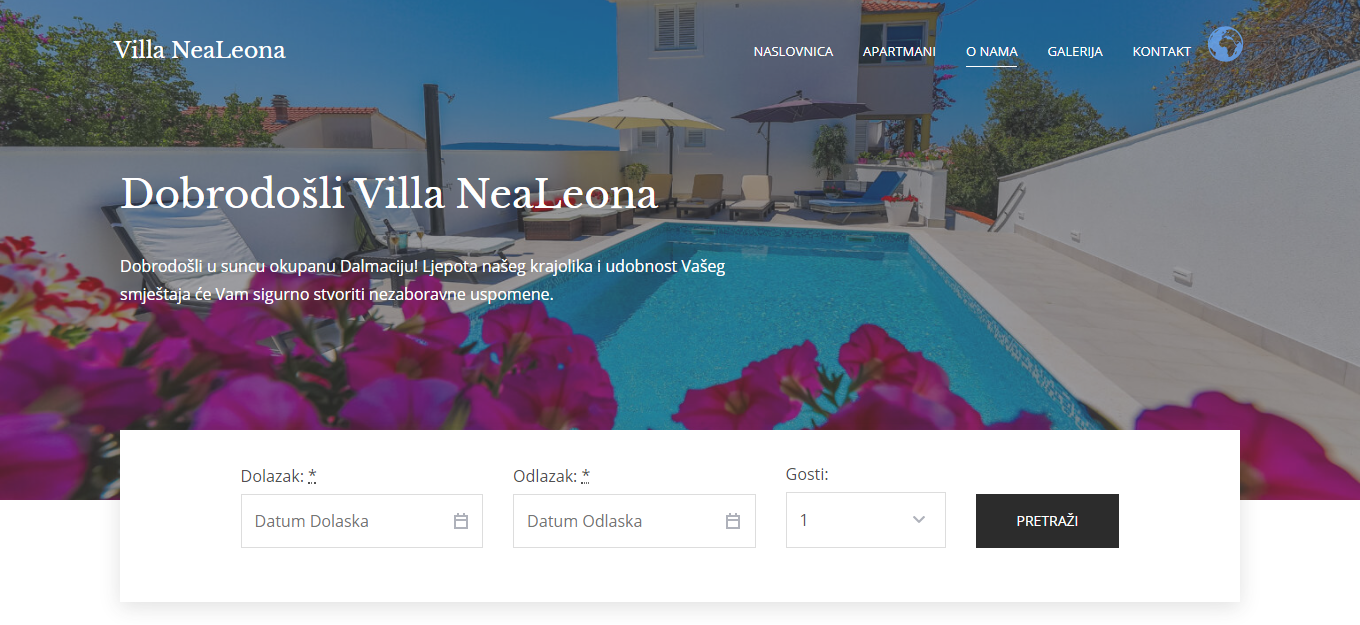 Villa NeaLeona
NASLOVNICA APARTMANI O NAMA GALERIJA KONTAKT
Dobrodošli Villa NeaLeona
Dobrodošli u suncu okupanu Dalmaciju! Ljepota našeg krajolika i udobnost Vašeg
smještaja će Vam sigurno stvoriti nezaboravne uspomene.
Dolazak: * Odlazak: * Gosti:
Datum Dolaska Datum Odlaska 1 PRETRAŽI